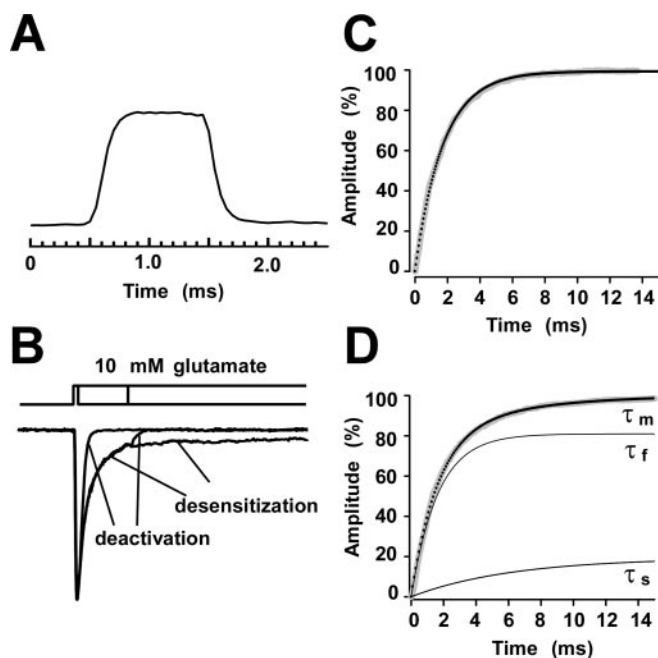 A
0 1.0 2.0
Time (ms)
B
10 mM glutamate
desensitization
deactivation
C
Amplitude (%)
100
80
60
40
20
0
0 2 4 6 8 10 12 14
Time (ms)
D
Amplitude (%)
100
80
60
40
20
0
τm
τf
τs
0 2 4 6 8 10 12 14
Time (ms)